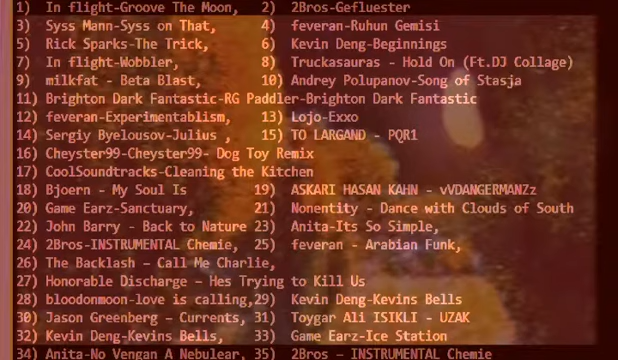 1) In flight-Groove The Moon, 2) 2Bros-Gefluester
3) Syss Mann-Syss on That, 4) feveran-Ruhun Gemisi
5) Rick Sparks-The Trick, 6) Kevin Deng-Beginnings
7) In flight-Wobbler, 8) Truckasauras - Hold On (Ft.DJ Collage)
9) milkfat - Beta Blast, 10) Andrey Polupanov-Song of Stasja
11) Brighton Dark Fantastic-RG Paddler-Brighton Dark Fantastic
12) feveran-Experimentablism, 13) Lojo-Exxo
14) Sergiy Byelousov-Julius , 15) TO LARGAND - PQR1
16) Cheyster99-Cheyster99- Dog Toy Remix
17) CoolSoundtracks-Cleaning the Kitchen
18) Bjoern - My Soul Is 19) ASKARI HASAN KAHN - vVDANGERMANZz
20) Game Earz-Sanctuary, 21) Nonentity - Dance with Clouds of South
22) John Barry - Back to Nature 23) Anita-Its So Simple,
24) 2Bros-INSTRUMENTAL Chemie, 25) feveran - Arabian Funk,
26) The Backlash – Call Me Charlie,
27) Honorable Discharge – Hes Trying to Kill Us
28) bloodonmoon-love is calling,29) Kevin Deng-Kevins Bells
30) Jason Greenberg – Currents, 31) Toygar Ali ISIKLI - UZAK
32) Kevin Deng-Kevins Bells, 33) Game Earz-Ice Station
34) Anita-No Vengan A Nebulear, 35) 2Bros – INSTRUMENTAL Chemie